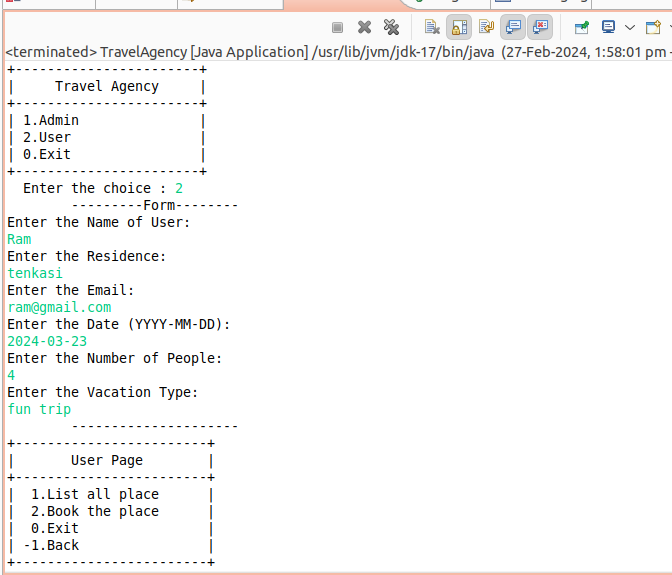 <terminated> TravelAgency [Java Application] /usr/lib/jvm/jdk-17/bin/java (27-Feb-2024, 1:58:01 pm -
+-----------------------+
|     Travel Agency     |
+-----------------------+
| 1.Admin               |
| 2.User                |
| 0.Exit                |
+-----------------------+
  Enter the choice : 2
        ---------Form--------
Enter the Name of User:
Ram
Enter the Residence:
tenkasi
Enter the Email:
ram@gmail.com
Enter the Date (YYYY-MM-DD):
2024-03-23
Enter the Number of People:
4
Enter the Vacation Type:
fun trip
        ---------------------
+------------------------+
|       User Page        |
+------------------------+
|  1.List all place      |
|  2.Book the place      |
|  0.Exit                |
| -1.Back                |
+------------------------+